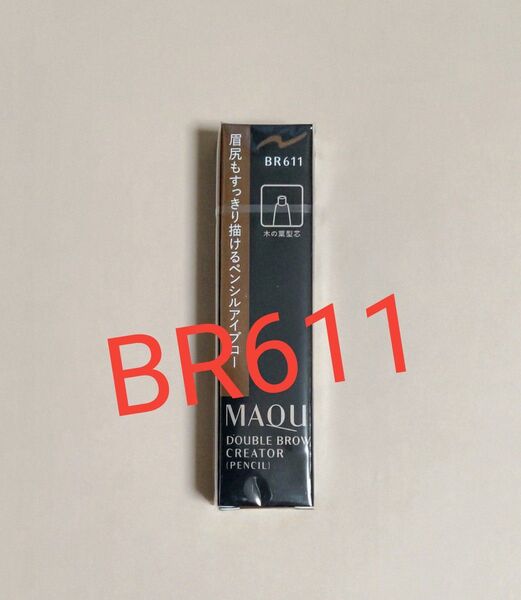 BR611
木の葉型芯
眉尻もすっきり描けるペンシルアイブロー
BR611
MAQU
DOUBLE BROW
CREATOR
(PENCIL)